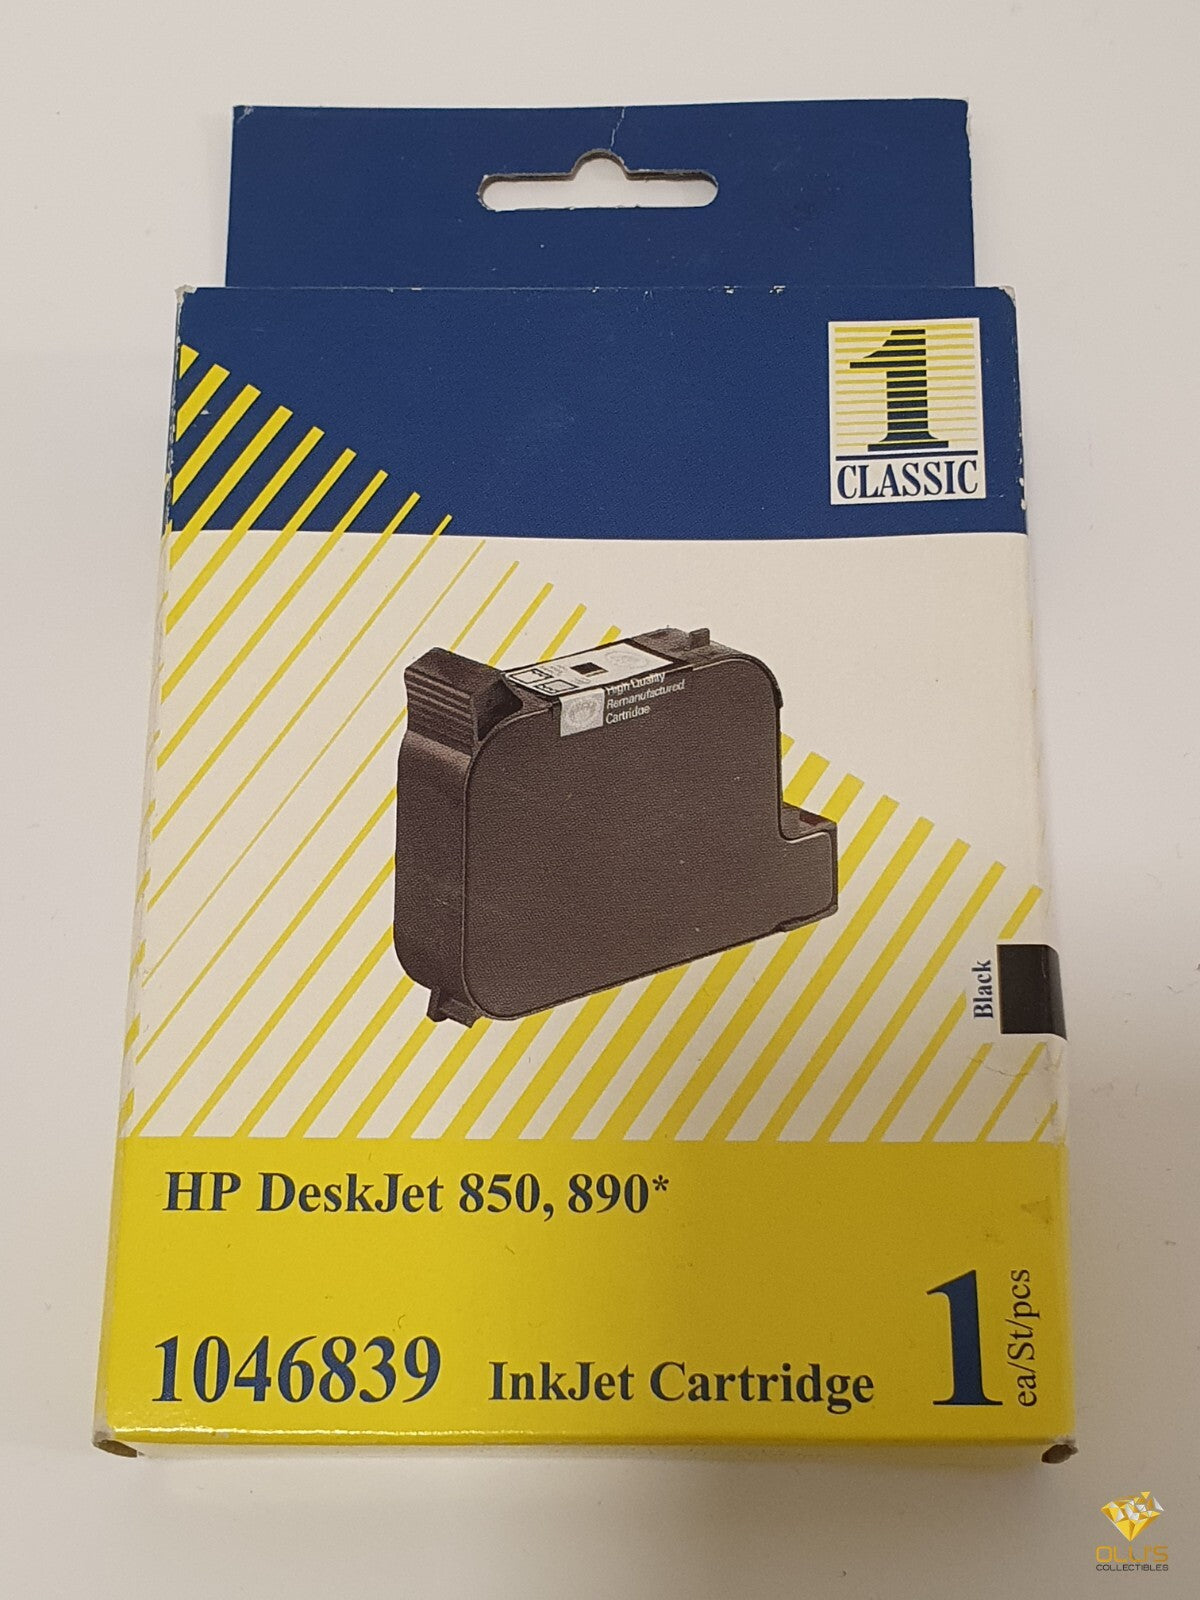 1
CLASSIC
High Quality
Remanufactured
Cartridge
Black
HP DeskJet 850, 890*
1046839 InkJet Cartridge 1 ea/St/pcs
OLLI'S
COLLECTIBLES